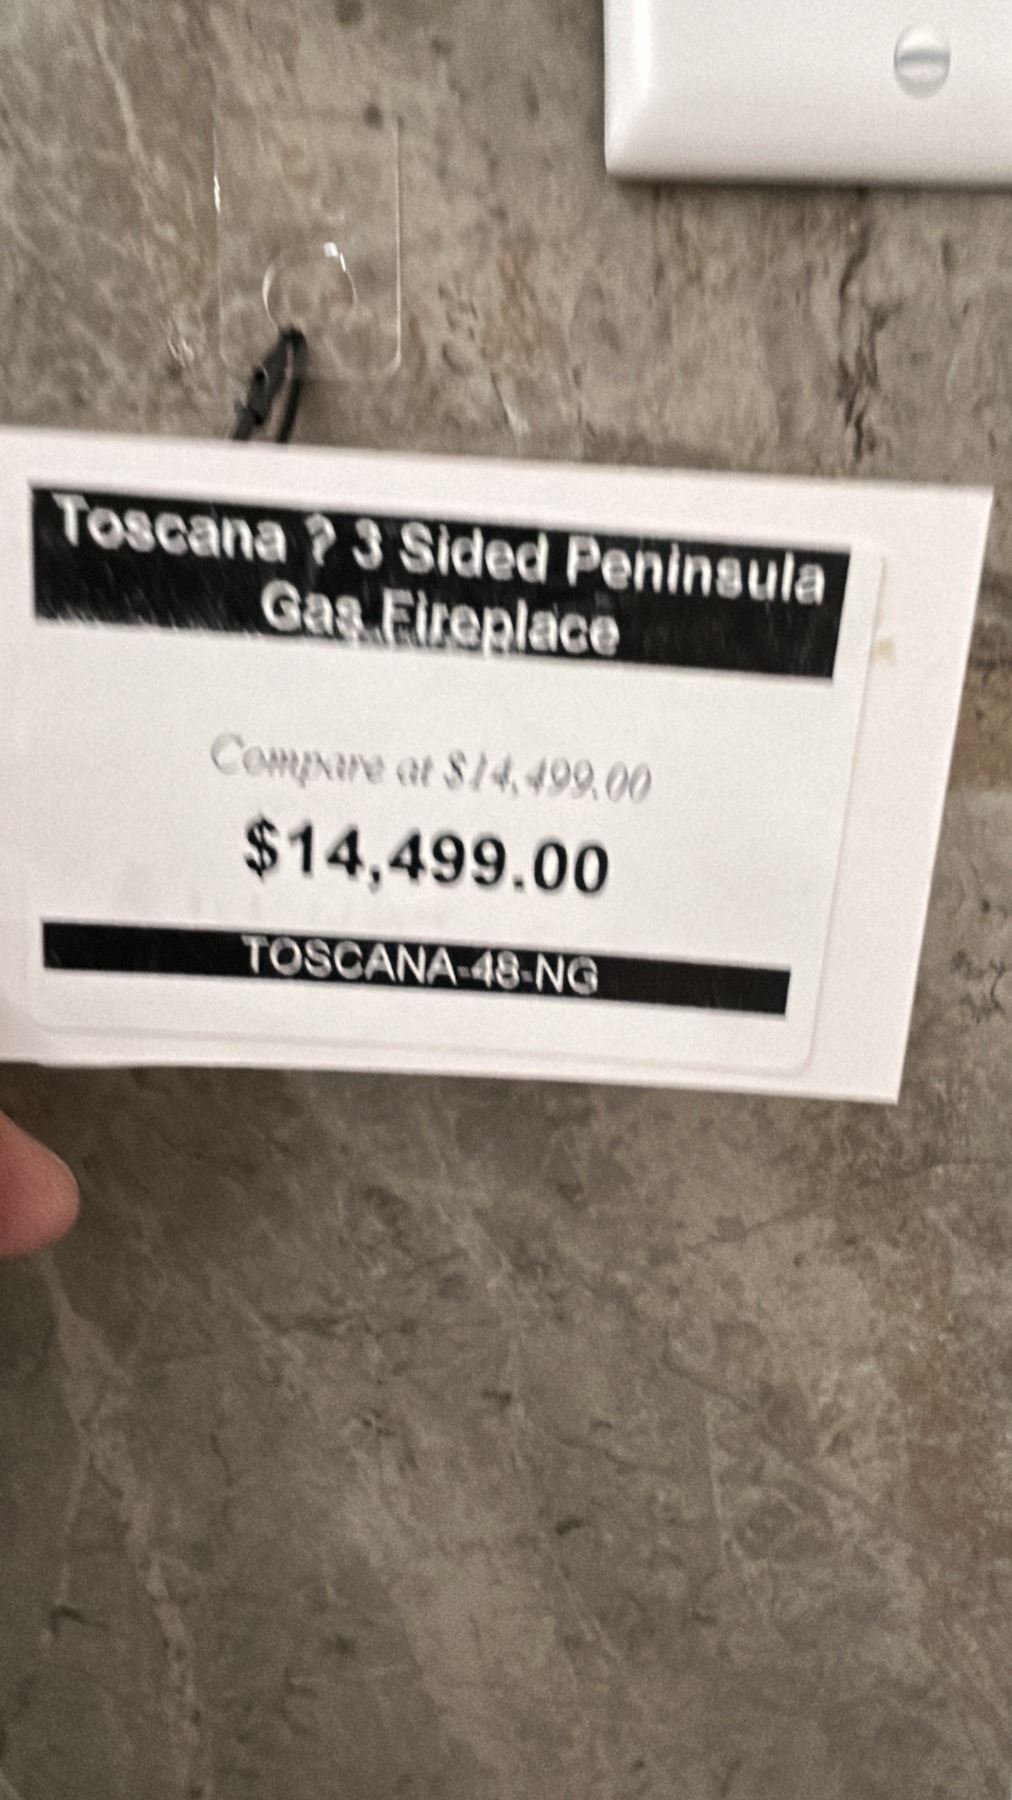 Toscana ? 3 Sided Peninsula
Gas Fireplace
Compare at $14,499.00
$14,499.00
TOSCANA-48-NG